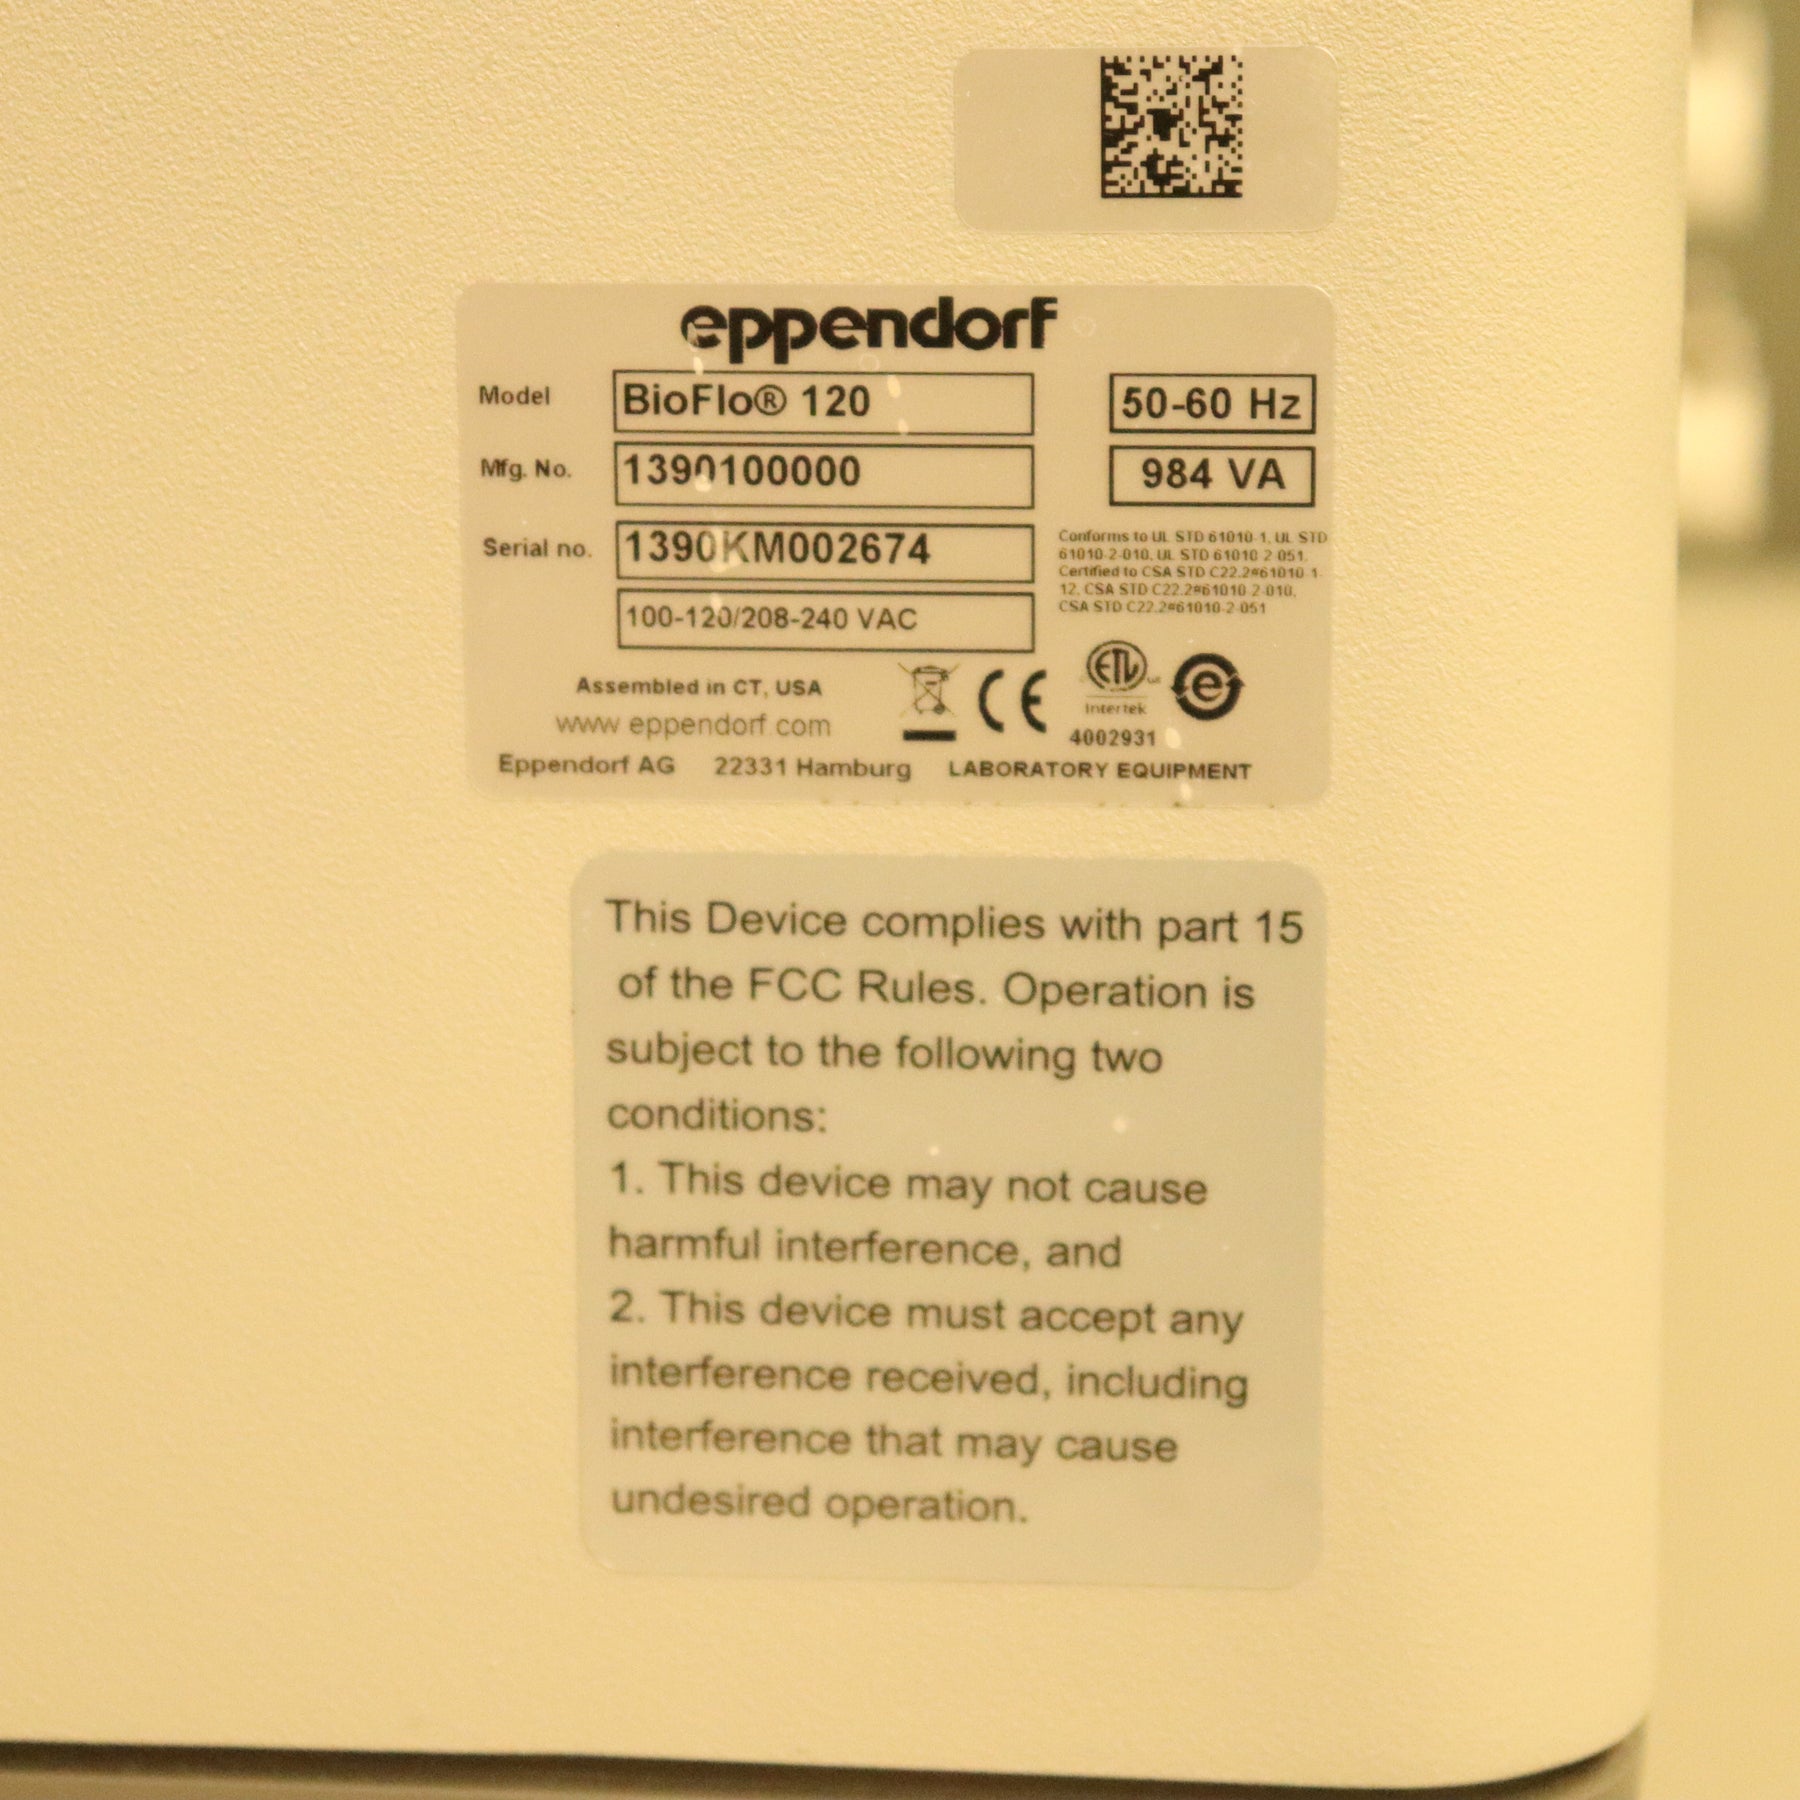 eppendorf
Model BioFlo® 120 50-60 Hz
Mfg. No. 1390100000 984 VA
Serial no. 1390KM002674
100-120/208-240 VAC
Conforms to UL STD 61010-1, UL STD
61010-2-010, UL STD 61010-2-051.
Certified to CSA STD C22.2#61010-1-
12, CSA STD C22.2#61010-2-010,
CSA STD C22.2#61010-2-051
Assembled in CT, USA
www.eppendorf.com
CE
ETL
Intertek
4002931
e
Eppendorf AG 22331 Hamburg LABORATORY EQUIPMENT
This Device complies with part 15
of the FCC Rules. Operation is
subject to the following two
conditions:
1. This device may not cause
harmful interference, and
2. This device must accept any
interference received, including
interference that may cause
undesired operation.